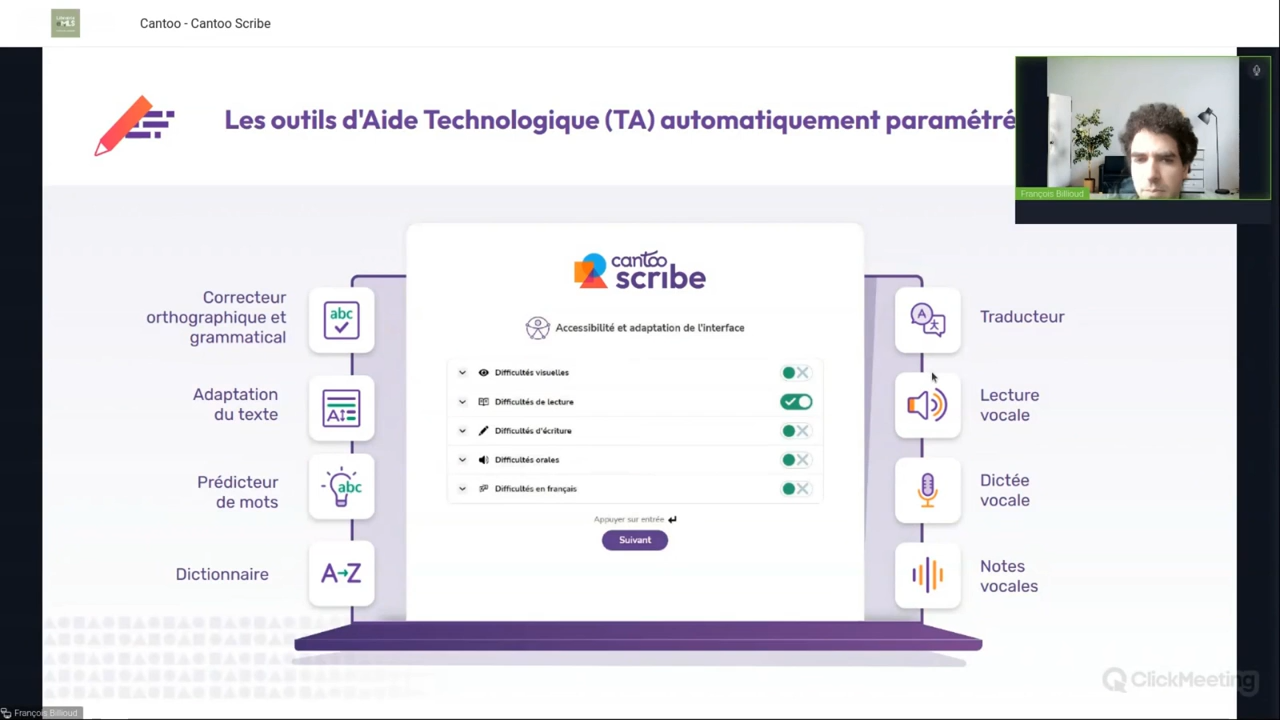 Cantoo - Cantoo Scribe
Les outils d'Aide Technologique (TA) automatiquement paramétré
François Billioud
Correcteur
orthographique et
grammatical
abc
Adaptation
du texte
A
Prédicteur
de mots
abc
Dictionnaire
A→Z
cantoo
scribe
Accessibilité et adaptation de l'interface
Difficultés visuelles
Difficultés de lecture
Difficultés d'écriture
Difficultés orales
Difficultés en français
Appuyer sur entrée ↵
Suivant
A
Traducteur
Lecture
vocale
Dictée
vocale
Notes
vocales
ClickMeeting
François Billioud